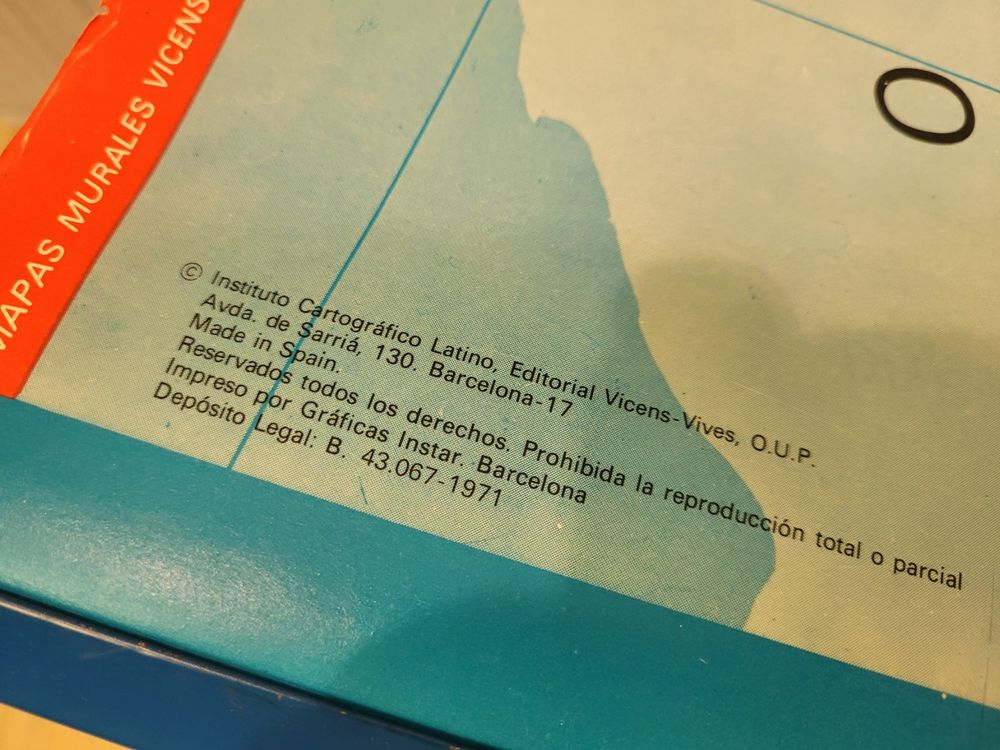 MAPAS MURALES VICENS
O
© Instituto Cartográfico Latino, Editorial Vicens-Vives, O.U.P.
Avda. de Sarriá, 130. Barcelona-17
Made in Spain.
Reservados todos los derechos. Prohibida la reproducción total o parcial
Impreso por Gráficas Instar. Barcelona
Depósito Legal: B. 43.067-1971